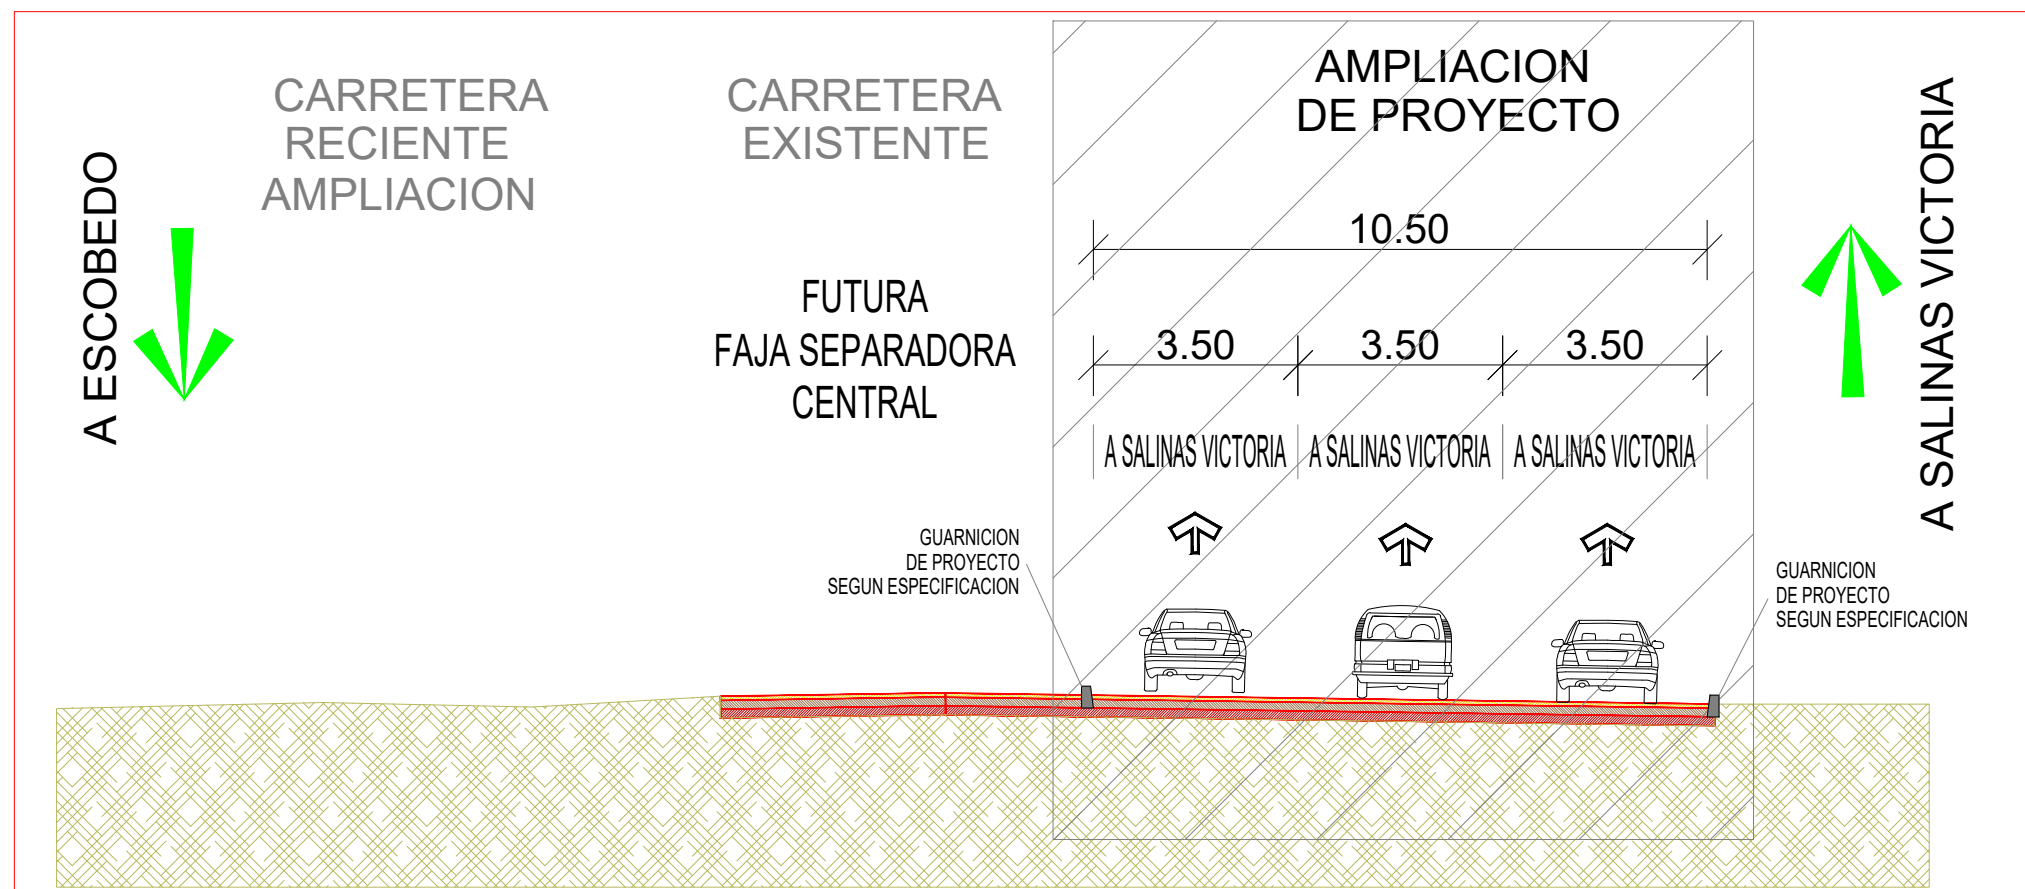 A ESCOBEDO
CARRETERA
RECIENTE
AMPLIACION
CARRETERA
EXISTENTE
FUTURA
FAJA SEPARADORA
CENTRAL
AMPLIACION
DE PROYECTO
10.50
3.50 3.50 3.50
A SALINAS VICTORIA A SALINAS VICTORIA A SALINAS VICTORIA
GUARNICION
DE PROYECTO
SEGUN ESPECIFICACION
GUARNICION
DE PROYECTO
SEGUN ESPECIFICACION
A SALINAS VICTORIA